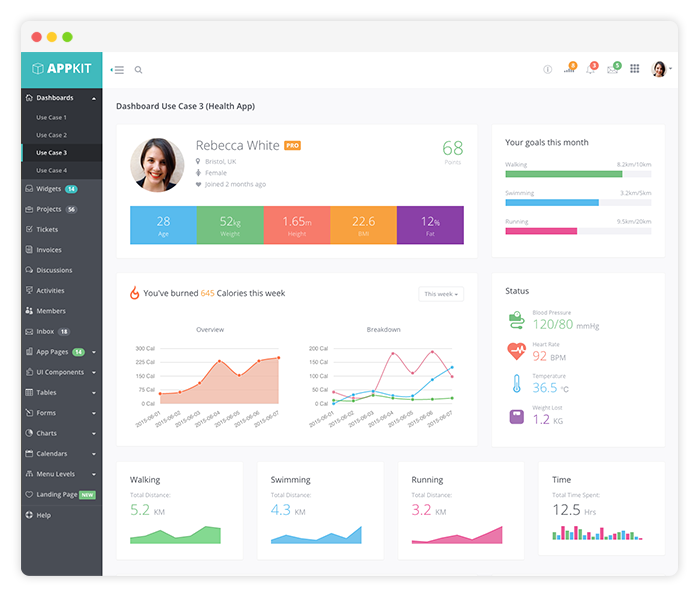 APPKIT
8
3
5
Dashboards
Use Case 1
Use Case 2
Use Case 3
Use Case 4
Widgets 14
Projects 56
Tickets
Invoices
Discussions
Activities
Members
Inbox 18
App Pages 14
UI Components
Tables
Forms
Charts
Calendars
Menu Levels
Landing Page NEW
Help
Dashboard Use Case 3 (Health App)
Rebecca White PRO
Bristol, UK
Female
Joined 2 months ago
68
Points
28
Age
52kg
Weight
1.65m
Height
22.6
BMI
12%
Fat
Your goals this month
Walking 8.2km/10km
Swimming 3.2km/5km
Running 9.5km/20km
You've burned 645 Calories this week
This week
Overview
300 Cal
225 Cal
150 Cal
75 Cal
0 Cal
2015-06-01
2015-06-02
2015-06-03
2015-06-04
2015-06-05
2015-06-06
2015-06-07
Breakdown
200 Cal
150 Cal
100 Cal
50 Cal
0 Cal
2015-06-01
2015-06-02
2015-06-03
2015-06-04
2015-06-05
2015-06-06
2015-06-07
Status
Blood Pressure
120/80 mmHg
Heart Rate
92 BPM
Temperature
36.5 °C
Weight Lost
1.2 KG
Walking
Total Distance:
5.2 KM
Swimming
Total Distance:
4.3 KM
Running
Total Distance:
3.2 KM
Time
Total Time Spent:
12.5 Hrs